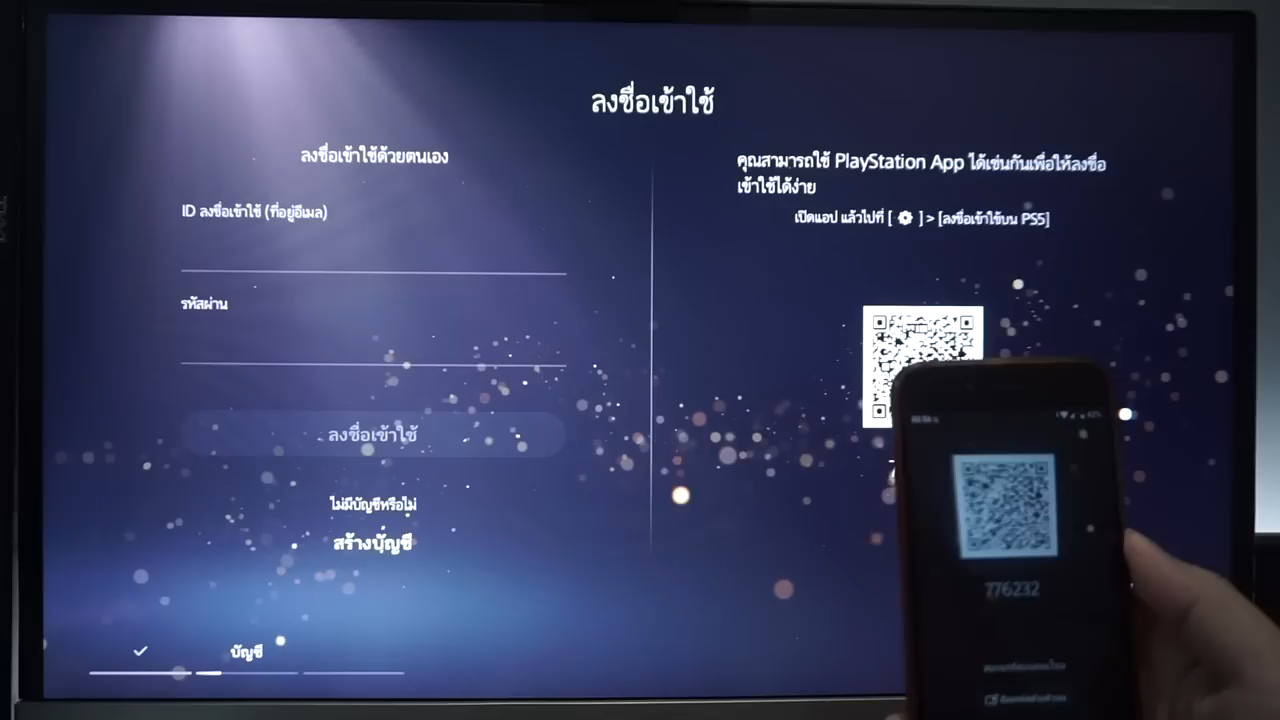 ลงชื่อเข้าใช้
ลงชื่อเข้าใช้ด้วยตนเอง
ID ลงชื่อเข้าใช้ (ที่อยู่อีเมล)
รหัสผ่าน
ลงชื่อเข้าใช้
ไม่มีบัญชีหรือไม่
สร้างบัญชี
บัญชี
คุณสามารถใช้ PlayStation App ได้เช่นกันเพื่อให้ลงชื่อ
เข้าใช้ได้ง่าย
เปิดแอป แล้วไปที่ [ ] > [ลงชื่อเข้าใช้บน PS5]
776232